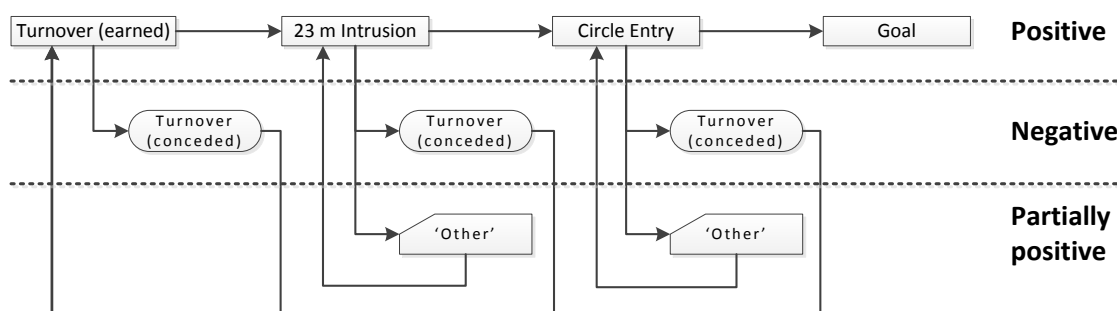 Turnover (earned)
23 m Intrusion
Circle Entry
Goal
Positive
Turnover
(conceded)
Turnover
(conceded)
Turnover
(conceded)
Negative
‘Other’
‘Other’
Partially
positive